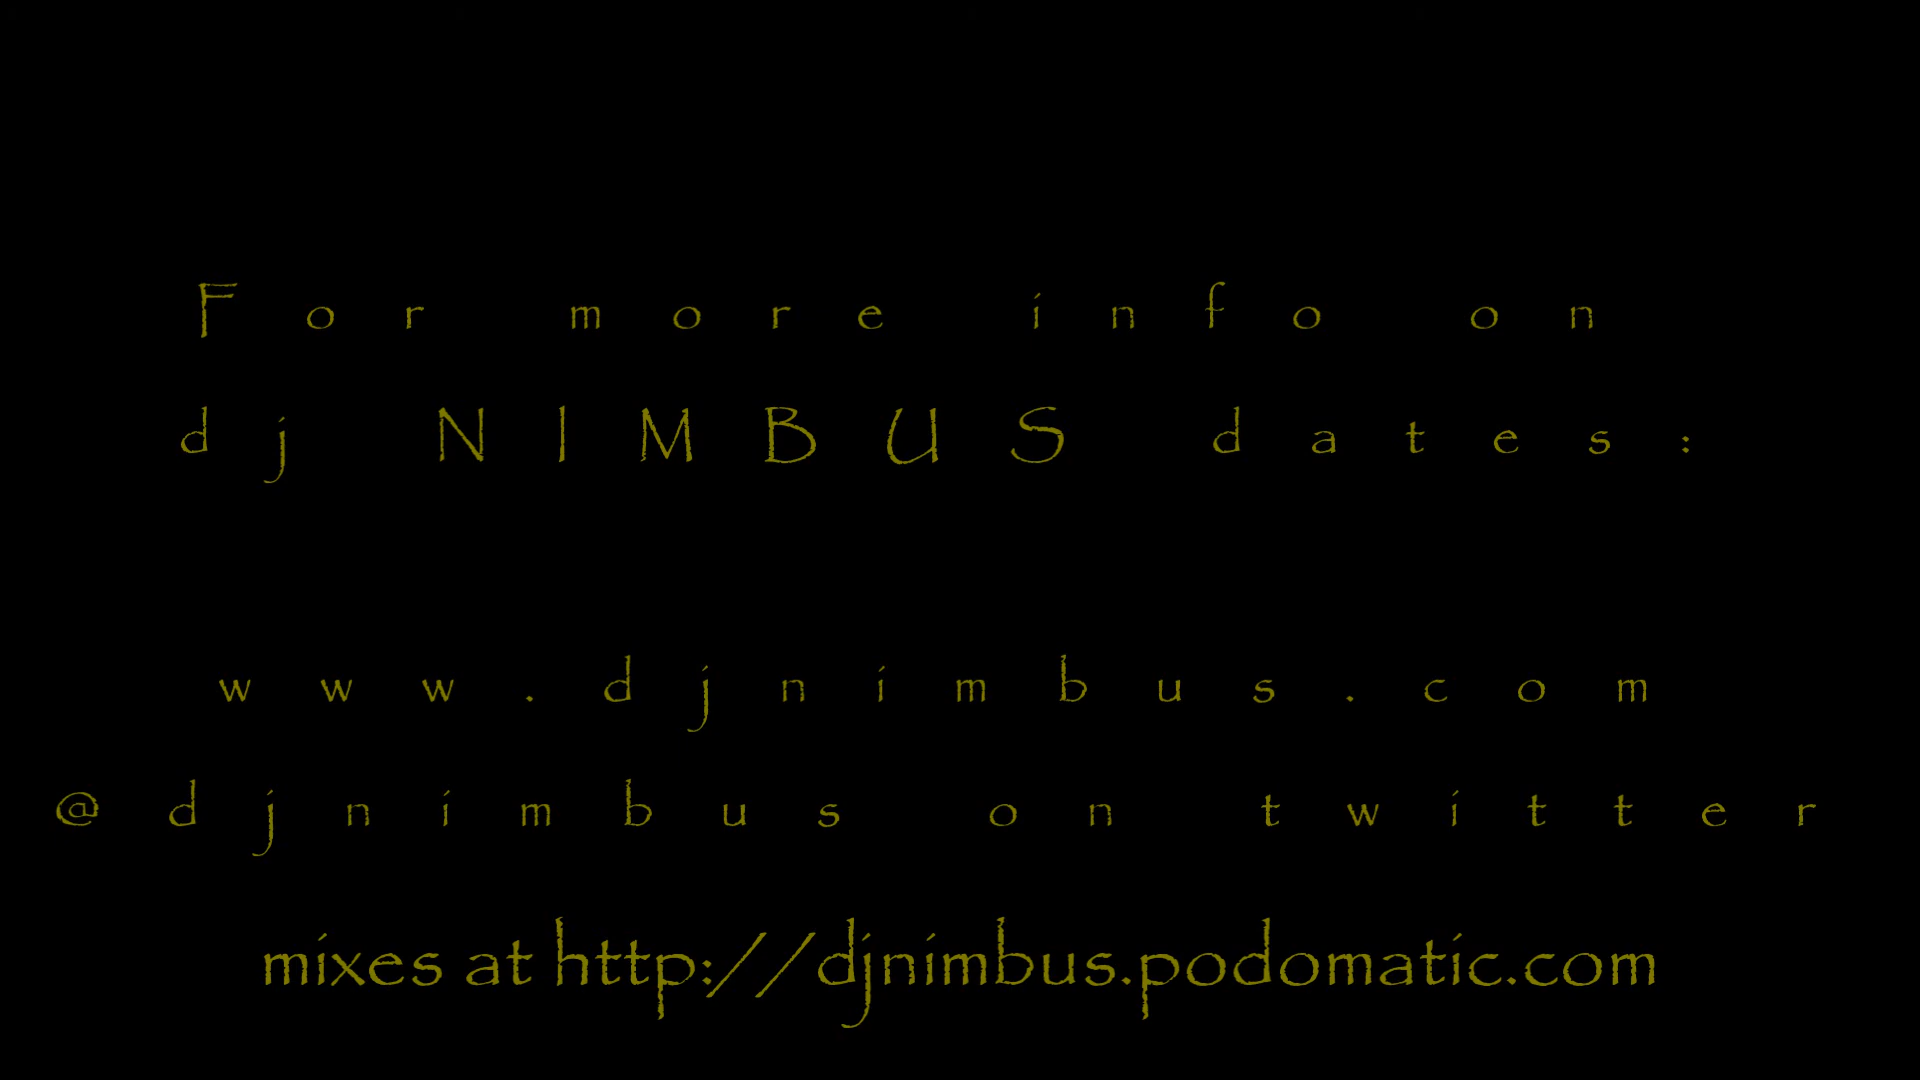 For more info on
dj NIMBUS dates:
www.djnimbus.com
@djnimbus on twitter
mixes at http://djnimbus.podomatic.com